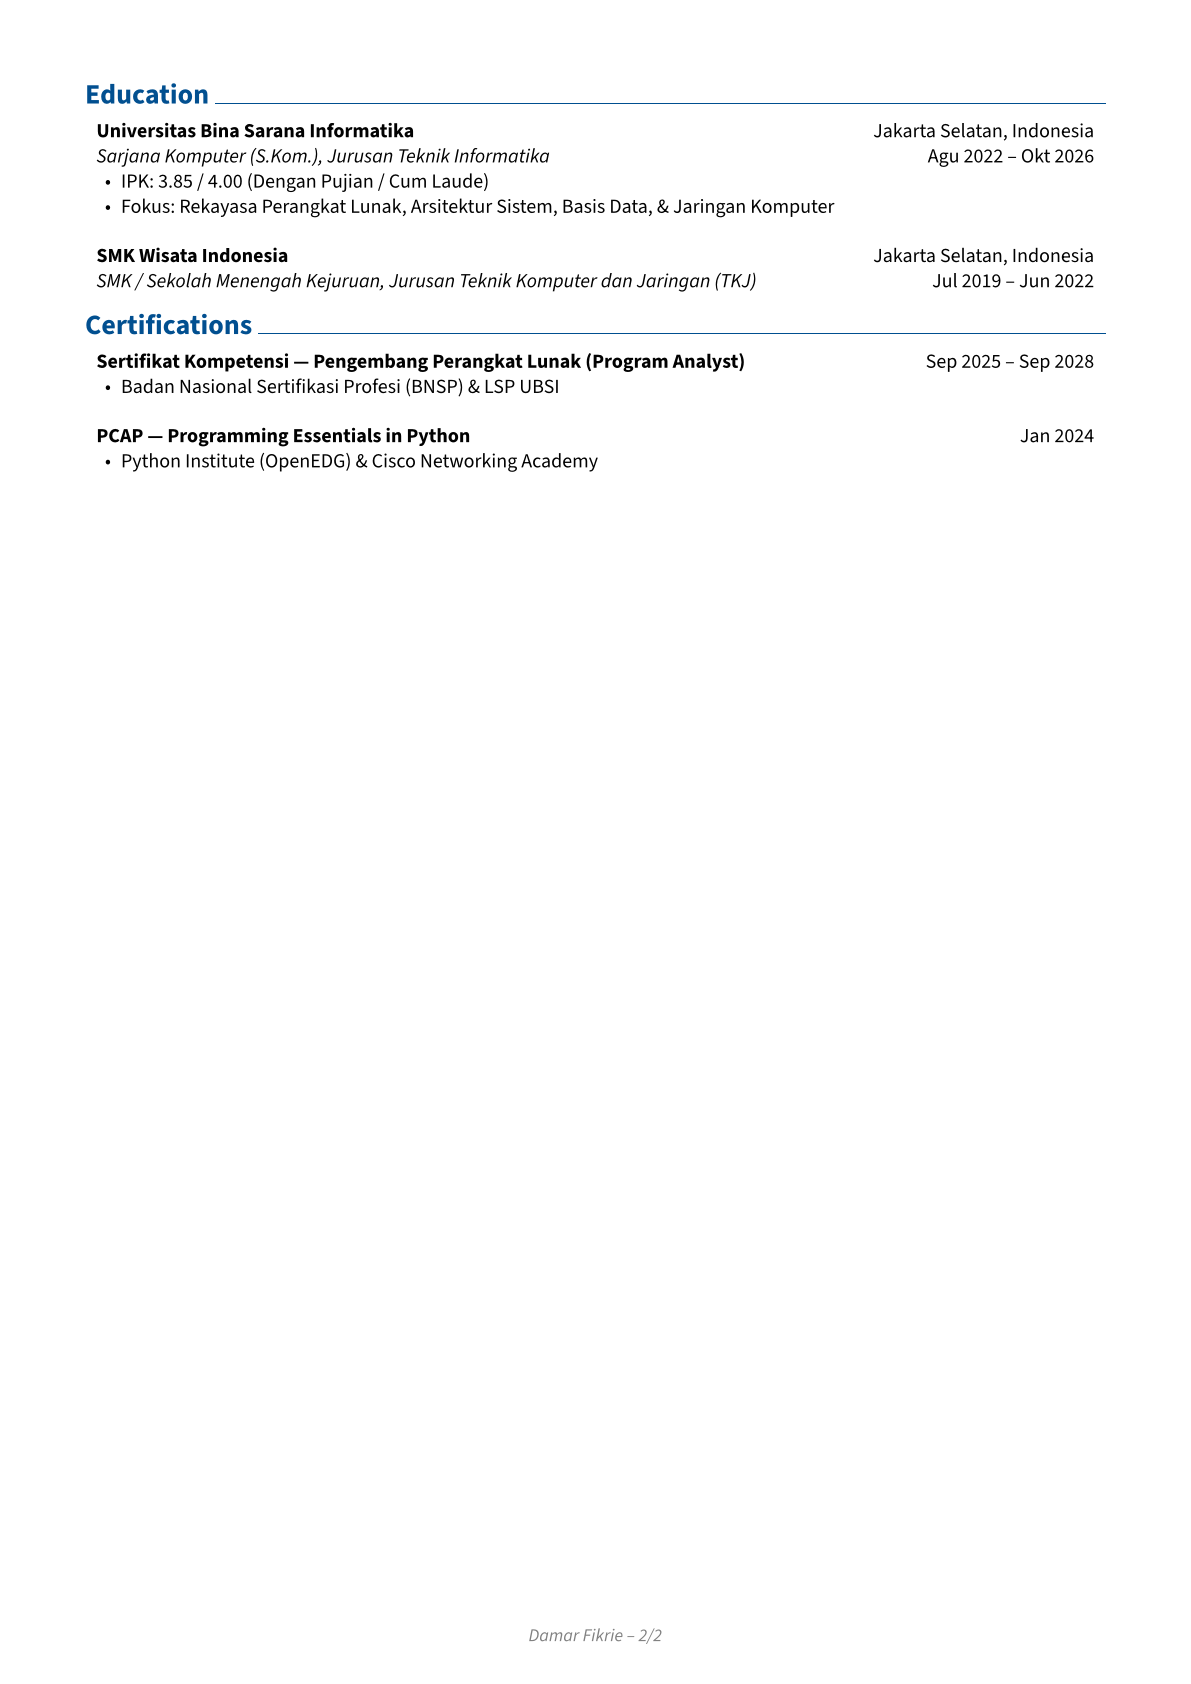 Education
Universitas Bina Sarana Informatika Jakarta Selatan, Indonesia
Sarjana Komputer (S.Kom.), Jurusan Teknik Informatika Agu 2022 – Okt 2026
• IPK: 3.85 / 4.00 (Dengan Pujian / Cum Laude)
• Fokus: Rekayasa Perangkat Lunak, Arsitektur Sistem, Basis Data, & Jaringan Komputer
SMK Wisata Indonesia Jakarta Selatan, Indonesia
SMK / Sekolah Menengah Kejuruan, Jurusan Teknik Komputer dan Jaringan (TKJ) Jul 2019 – Jun 2022
Certifications
Sertifikat Kompetensi — Pengembang Perangkat Lunak (Program Analyst) Sep 2025 – Sep 2028
• Badan Nasional Sertifikasi Profesi (BNSP) & LSP UBSI
PCAP — Programming Essentials in Python Jan 2024
• Python Institute (OpenEDG) & Cisco Networking Academy
Damar Fikrie – 2/2